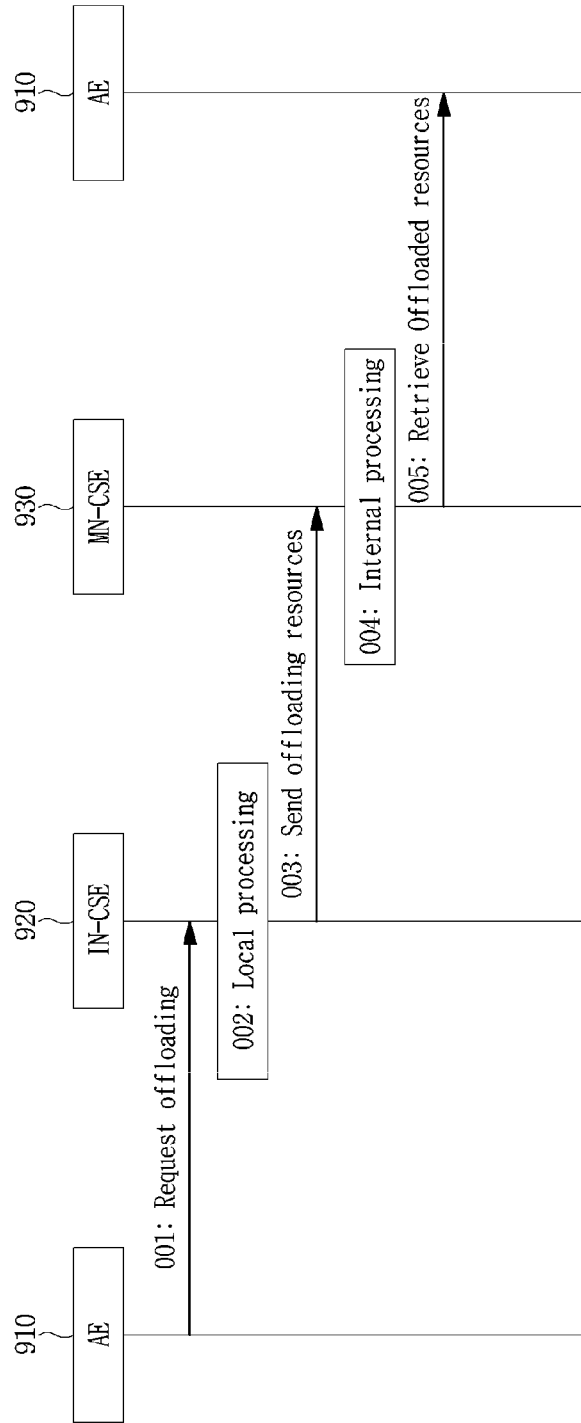 910
920
930
910
AE
IN-CSE
MN-CSE
AE
001: Request offloading
002: Local processing
003: Send offloading resources
004: Internal processing
005: Retrieve Offloaded resources